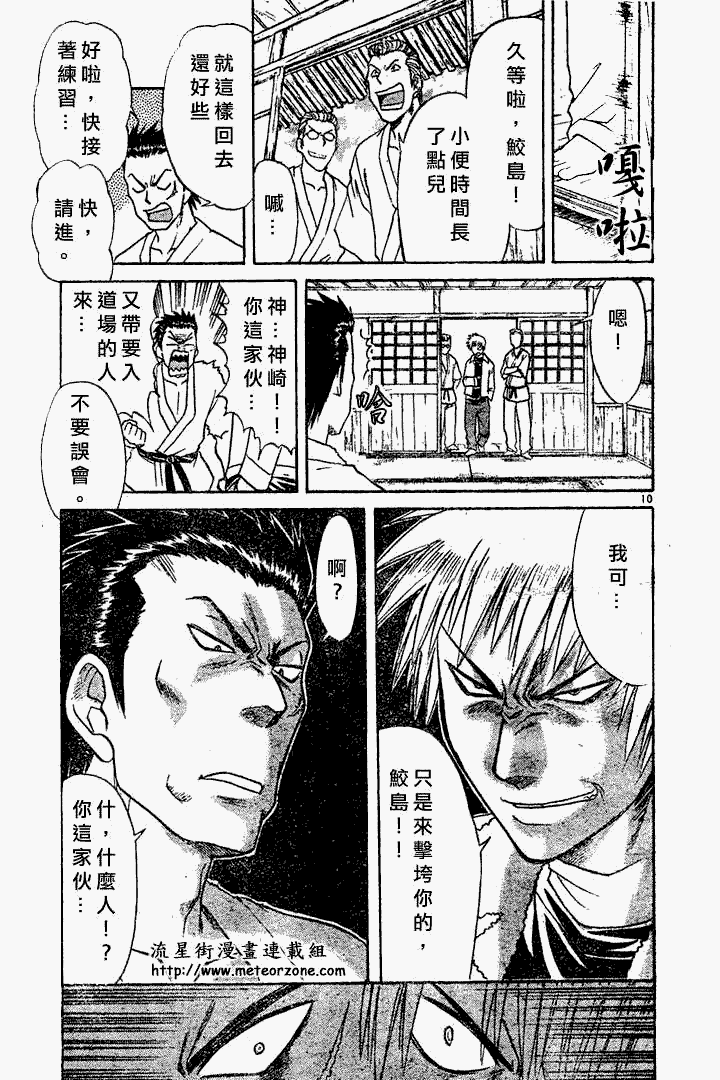 嘎啦
久等啦，鮫島！
小便時間長
了點兒
嘁…
就這樣回去
還好些
好啦，快接
著練習…
快，
請進。
嗯！
哈
神…神崎！！
你這家伙…
又帶要入
道場的人
來…
不要誤會。
10
我可…
只是來擊垮你的，
鮫島！！
啊？
什，什麼人！？
你這家伙…
流星街漫畫連載組
http://www.meteorzone.com